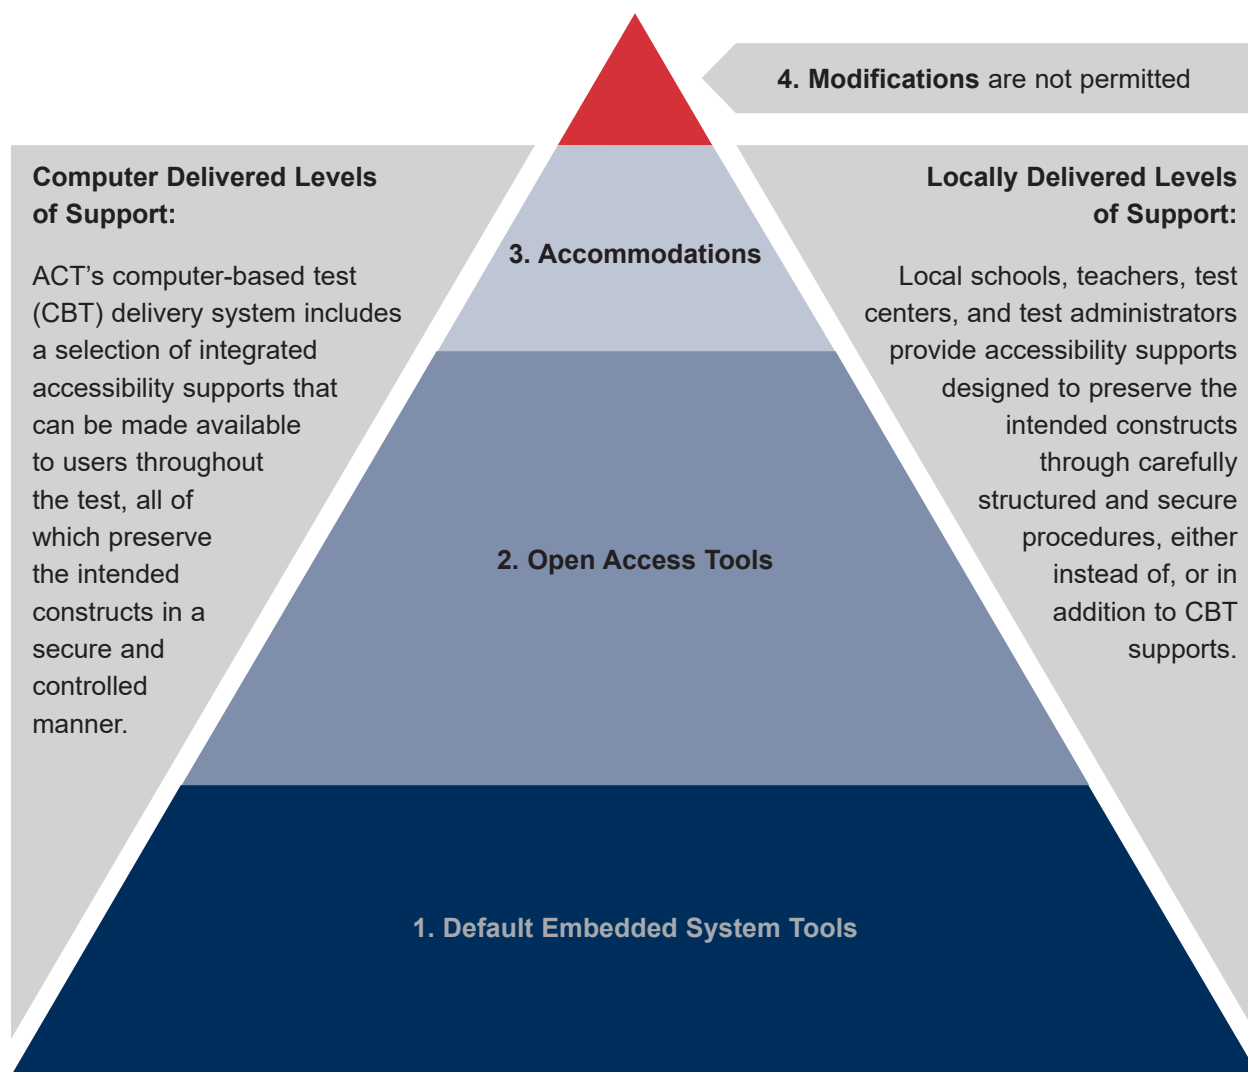 4. Modifications are not permitted
Computer Delivered Levels
of Support:
ACT’s computer-based test
(CBT) delivery system includes
a selection of integrated
accessibility supports that
can be made available
to users throughout
the test, all of
which preserve
the intended
constructs in a
secure and
controlled
manner.
3. Accommodations
2. Open Access Tools
1. Default Embedded System Tools
Locally Delivered Levels
of Support:
Local schools, teachers, test
centers, and test administrators
provide accessibility supports
designed to preserve the
intended constructs
through carefully
structured and secure
procedures, either
instead of, or in
addition to CBT
supports.